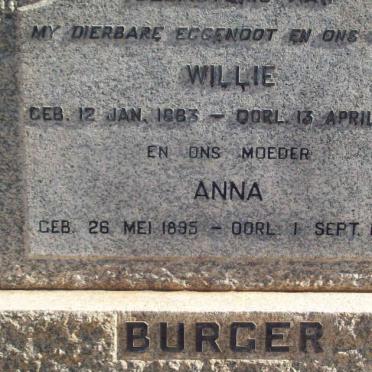 MY DIERBARE EGGENOOT EN ONS
WILLIE
GEB. 12 JAN. 1883 – OORL. 13 APRIL
EN ONS MOEDER
ANNA
GEB. 26 MEI 1895 – OORL. 1 SEPT.
BURGER